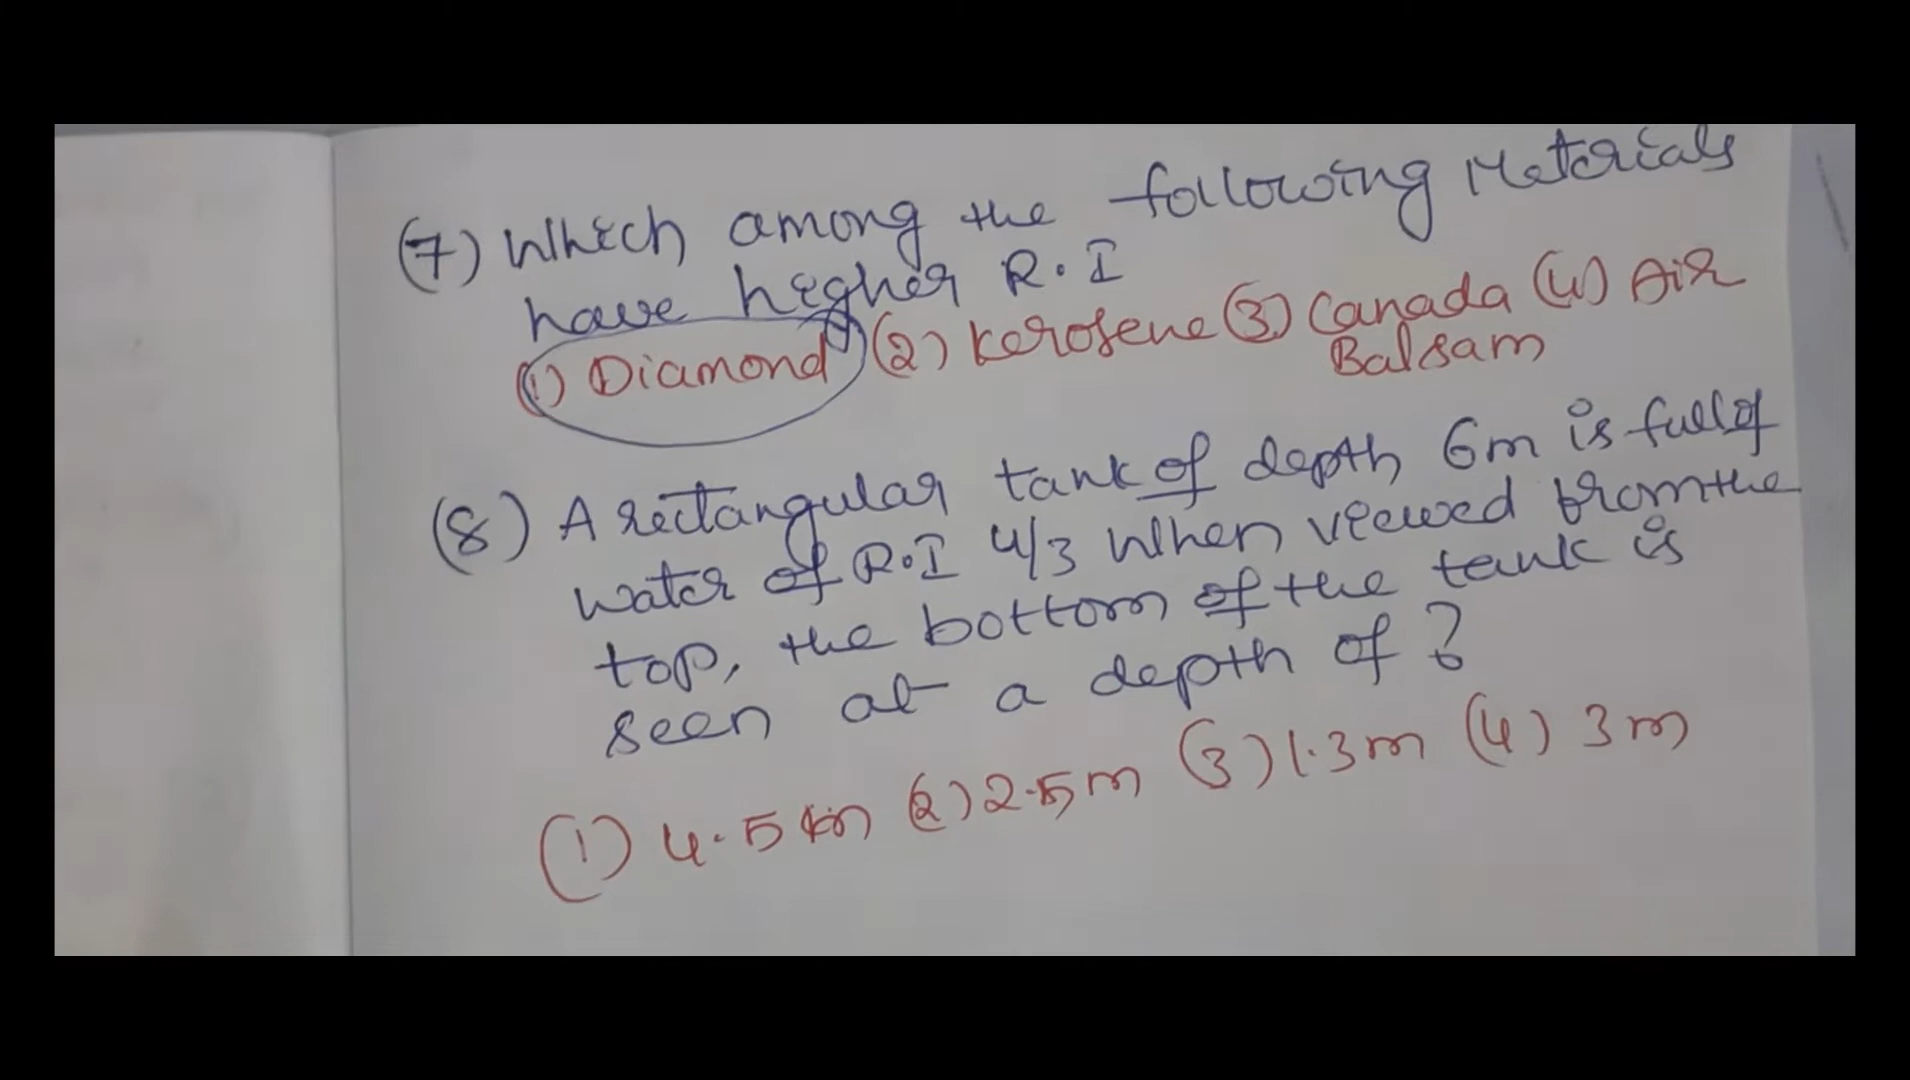 (7) Which among the following Materials
have higher R.I
(1) Diamond (2) Kerosene (3) Canada (4) Air
Balsam
(8) A rectangular tank of depth 6m is full of
water of R.I 4/3 When viewed from the
top, the bottom of the tank is
seen at a depth of ?
(1) 4.5 m (2) 2.5m (3) 1.3m (4) 3m